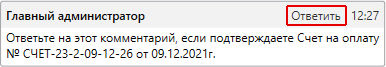 Главный администратор Ответить 12:27
Ответьте на этот комментарий, если подтверждаете Счет на оплату
№ СЧЕТ-23-2-09-12-26 от 09.12.2021г.